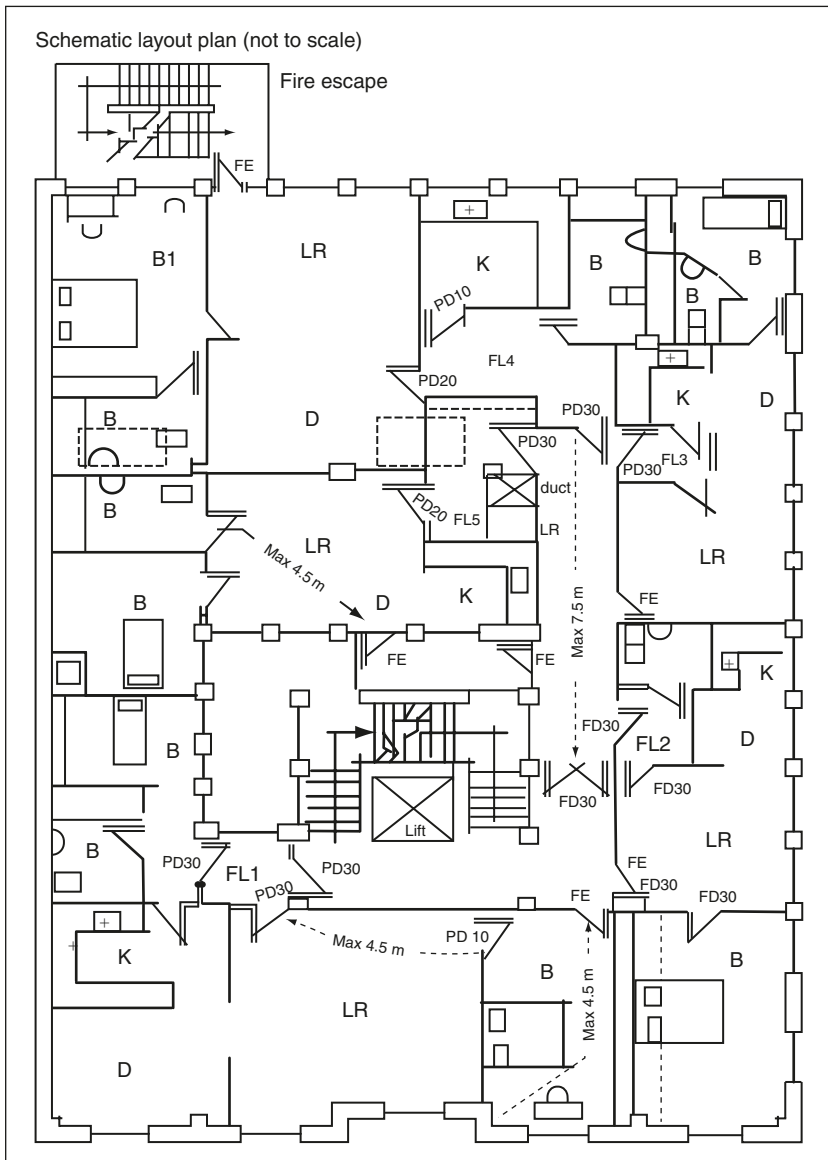 Schematic layout plan (not to scale)
Fire escape
FE
B1
LR
K
B
B
B
PD10
FL4
PD20
D
PD30
K
D
B
PD30
PD30
FL3
duct
B
PD20
FL5
LR
LR
LR
Max 4.5 m
D
K
Max 7.5 m
B
FE
FE
FE
K
B
FD30
FL2
D
FD30
FD30
Lift
LR
B
PD30
FL1
PD30
PD30
FE
FE
FD30
FD30
K
Max 4.5 m
PD 10
B
Max 4.5 m
B
LR
D